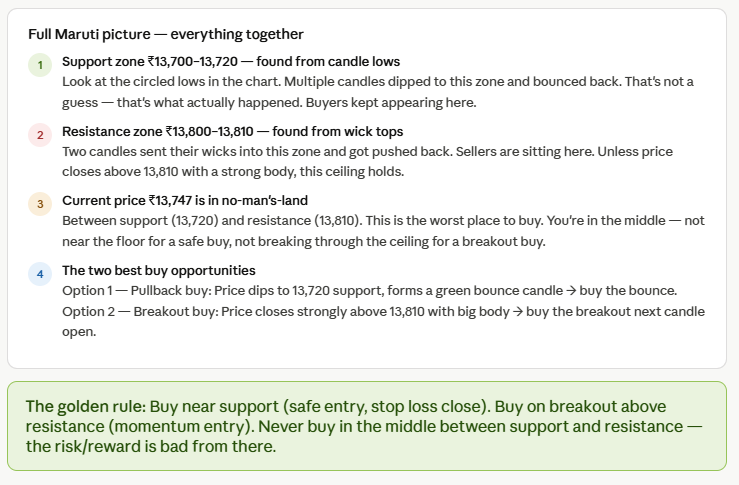 Full Maruti picture — everything together
1
Support zone ₹13,700–13,720 — found from candle lows
Look at the circled lows in the chart. Multiple candles dipped to this zone and bounced back. That's not a
guess — that's what actually happened. Buyers kept appearing here.
2
Resistance zone ₹13,800–13,810 — found from wick tops
Two candles sent their wicks into this zone and got pushed back. Sellers are sitting here. Unless price
closes above 13,810 with a strong body, this ceiling holds.
3
Current price ₹13,747 is in no-man's-land
Between support (13,720) and resistance (13,810). This is the worst place to buy. You're in the middle — not
near the floor for a safe buy, not breaking through the ceiling for a breakout buy.
4
The two best buy opportunities
Option 1 — Pullback buy: Price dips to 13,720 support, forms a green bounce candle → buy the bounce.
Option 2 — Breakout buy: Price closes strongly above 13,810 with big body → buy the breakout next candle
open.
The golden rule: Buy near support (safe entry, stop loss close). Buy on breakout above
resistance (momentum entry). Never buy in the middle between support and resistance —
the risk/reward is bad from there.